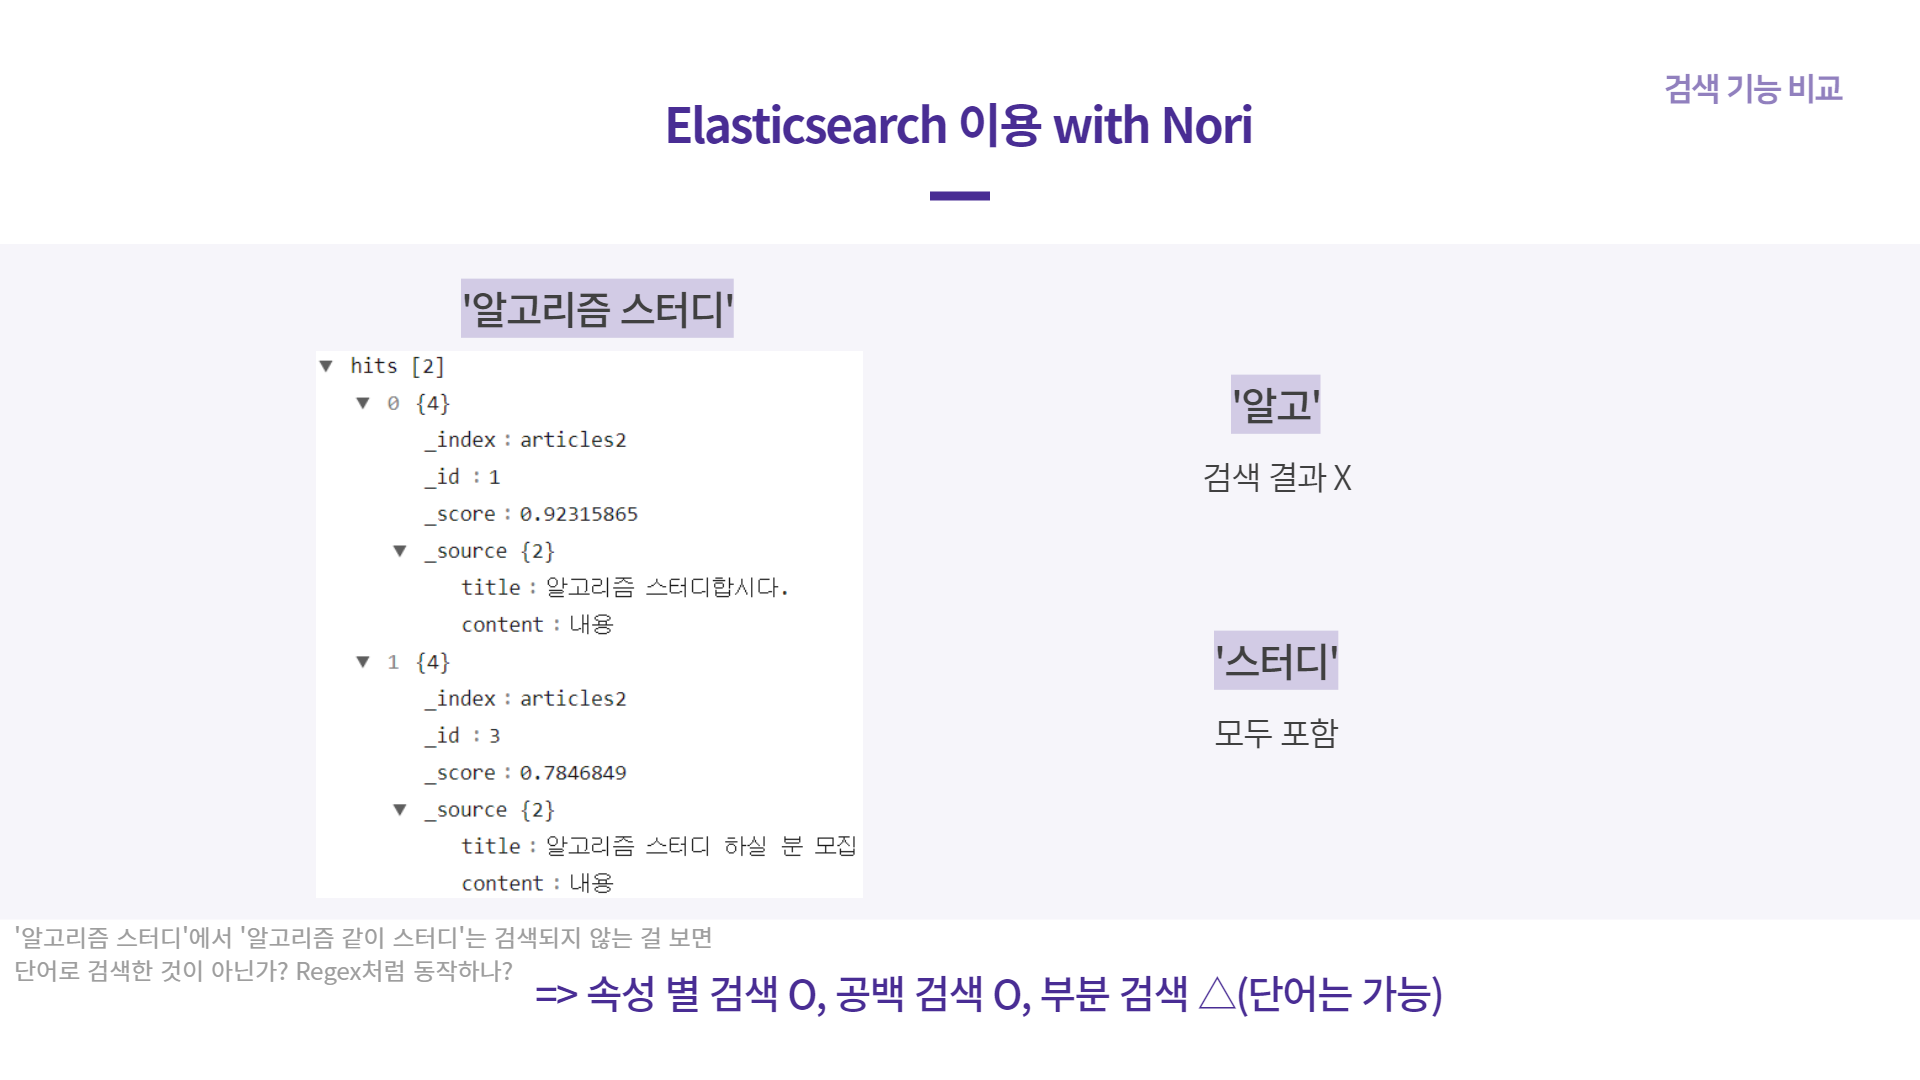 검색 기능 비교
Elasticsearch 이용 with Nori
'알고리즘 스터디'
▼ hits [2]
▼ 0 {4}
_index : articles2
_id : 1
_score : 0.92315865
▼ _source {2}
title : 알고리즘 스터디합시다.
content : 내용
▼ 1 {4}
_index : articles2
_id : 3
_score : 0.7846849
▼ _source {2}
title : 알고리즘 스터디 하실 분 모집
content : 내용
'알고'
검색 결과 X
'스터디'
모두 포함
'알고리즘 스터디'에서 '알고리즘 같이 스터디'는 검색되지 않는 걸 보면
단어로 검색한 것이 아닌가? Regex처럼 동작하나?
=> 속성 별 검색 O, 공백 검색 O, 부분 검색 △(단어는 가능)